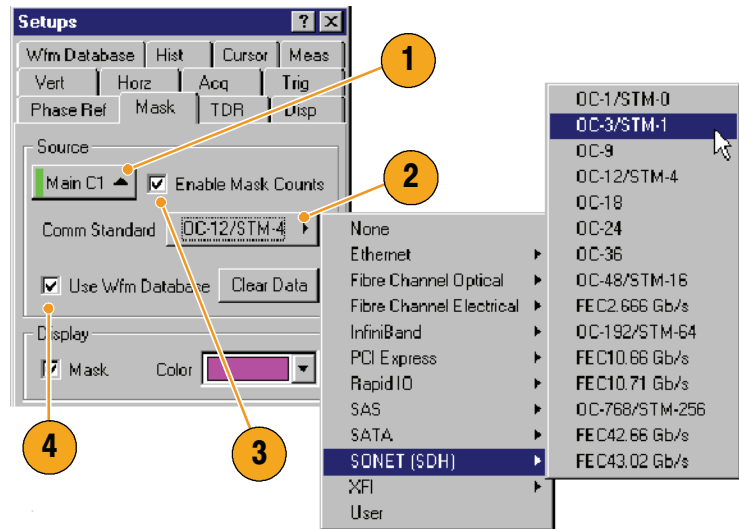 Setups
Wfm Database Hist Cursor Meas
Vert Horz Acq Trig
Phase Ref Mask TDR Disp
1
Source
Main C1 Enable Mask Counts
2
Comm Standard OC-12/STM-4
Use Wfm Database Clear Data
Display
Mask Color
4
3
None
Ethernet
Fibre Channel Optical
Fibre Channel Electrical
InfiniBand
PCI Express
Rapid IO
SAS
SATA
SONET (SDH)
XFI
User
OC-1/STM-0
OC-3/STM-1
OC-9
OC-12/STM-4
OC-18
OC-24
OC-36
OC-48/STM-16
FEC2.666 Gb/s
OC-192/STM-64
FEC10.66 Gb/s
FEC10.71 Gb/s
OC-768/STM-256
FEC42.66 Gb/s
FEC43.02 Gb/s